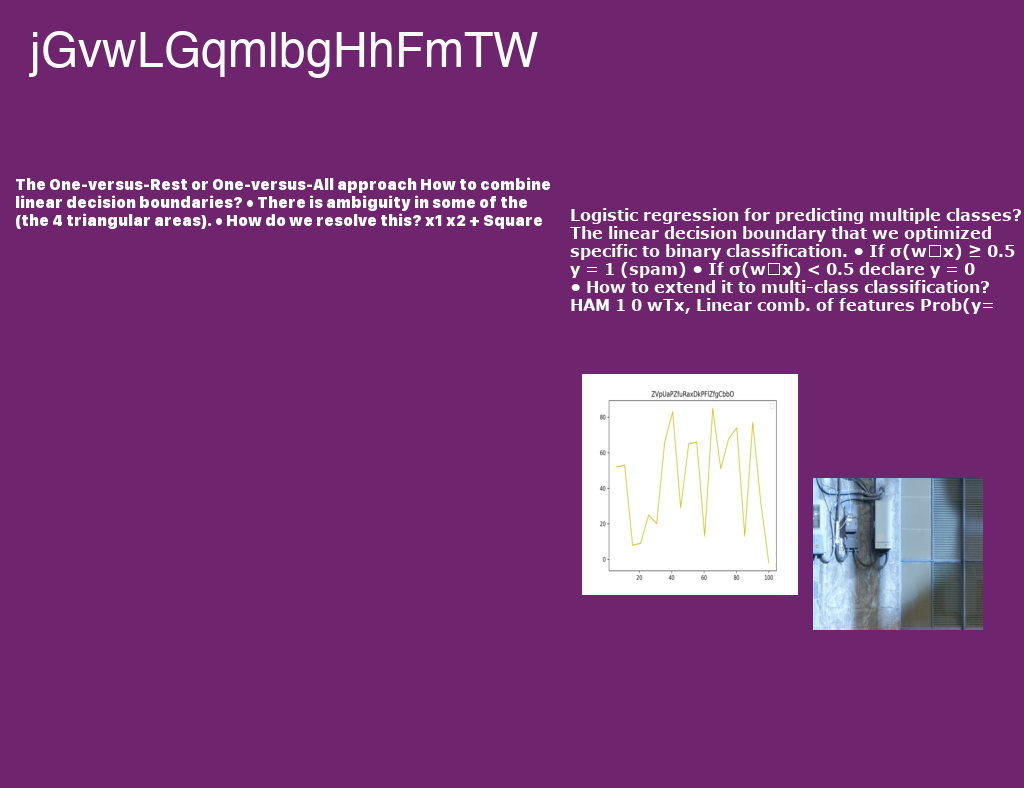 jGvwLGqmlbgHhFmTW
The One-versus-Rest or One-versus-All approach How to combine
linear decision boundaries? • There is ambiguity in some of the
(the 4 triangular areas). • How do we resolve this? x1 x2 + Square
Logistic regression for predicting multiple classes?
The linear decision boundary that we optimized
specific to binary classification. • If σ(w□x) ≥ 0.5
y = 1 (spam) • If σ(w□x) < 0.5 declare y = 0
• How to extend it to multi-class classification?
HAM 1 0 wTx, Linear comb. of features Prob(y=
80
60
40
20
0
20 40 60 80 100